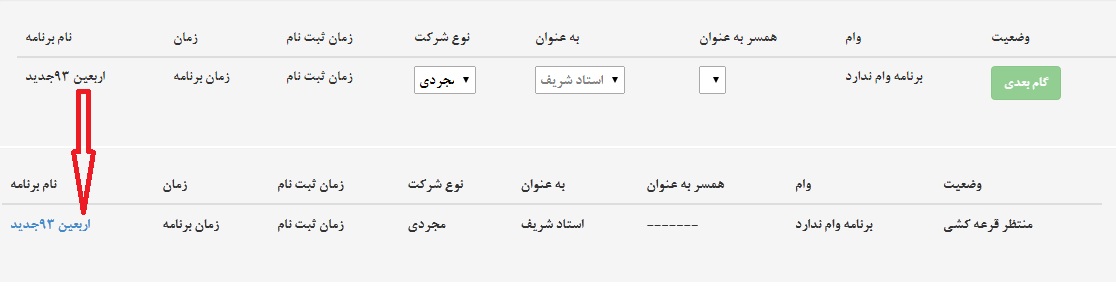 نام برنامه زمان زمان ثبت نام نوع شرکت به عنوان همسر به عنوان وام وضعیت
اربعین ۹۳جدید زمان برنامه زمان ثبت نام مجردی استاد شریف برنامه وام ندارد گام بعدی
نام برنامه زمان زمان ثبت نام نوع شرکت به عنوان همسر به عنوان وام وضعیت
اربعین ۹۳جدید زمان برنامه زمان ثبت نام مجردی استاد شریف ------- برنامه وام ندارد منتظر قرعه کشی